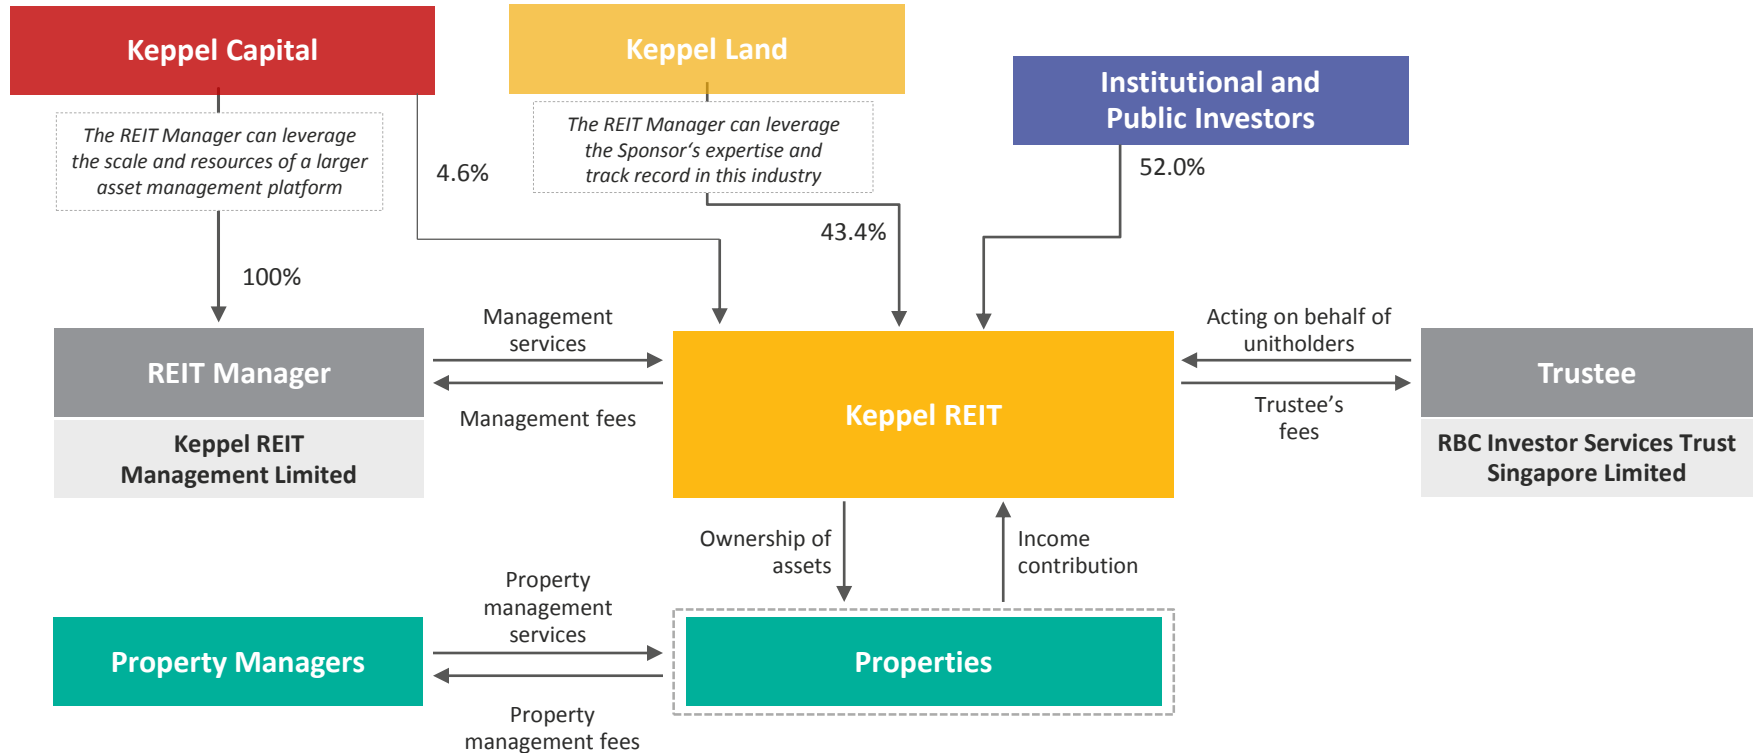 Keppel Capital
Keppel Land
Institutional and
Public Investors
The REIT Manager can leverage
the scale and resources of a larger
asset management platform
4.6%
The REIT Manager can leverage
the Sponsor‘s expertise and
track record in this industry
52.0%
43.4%
100%
Management
services
Acting on behalf of
unitholders
REIT Manager
Keppel REIT
Management Limited
Management fees
Keppel REIT
Trustee's
fees
Trustee
RBC Investor Services Trust
Singapore Limited
Ownership of
assets
Income
contribution
Property
management
services
Property Managers
Properties
Property
management fees